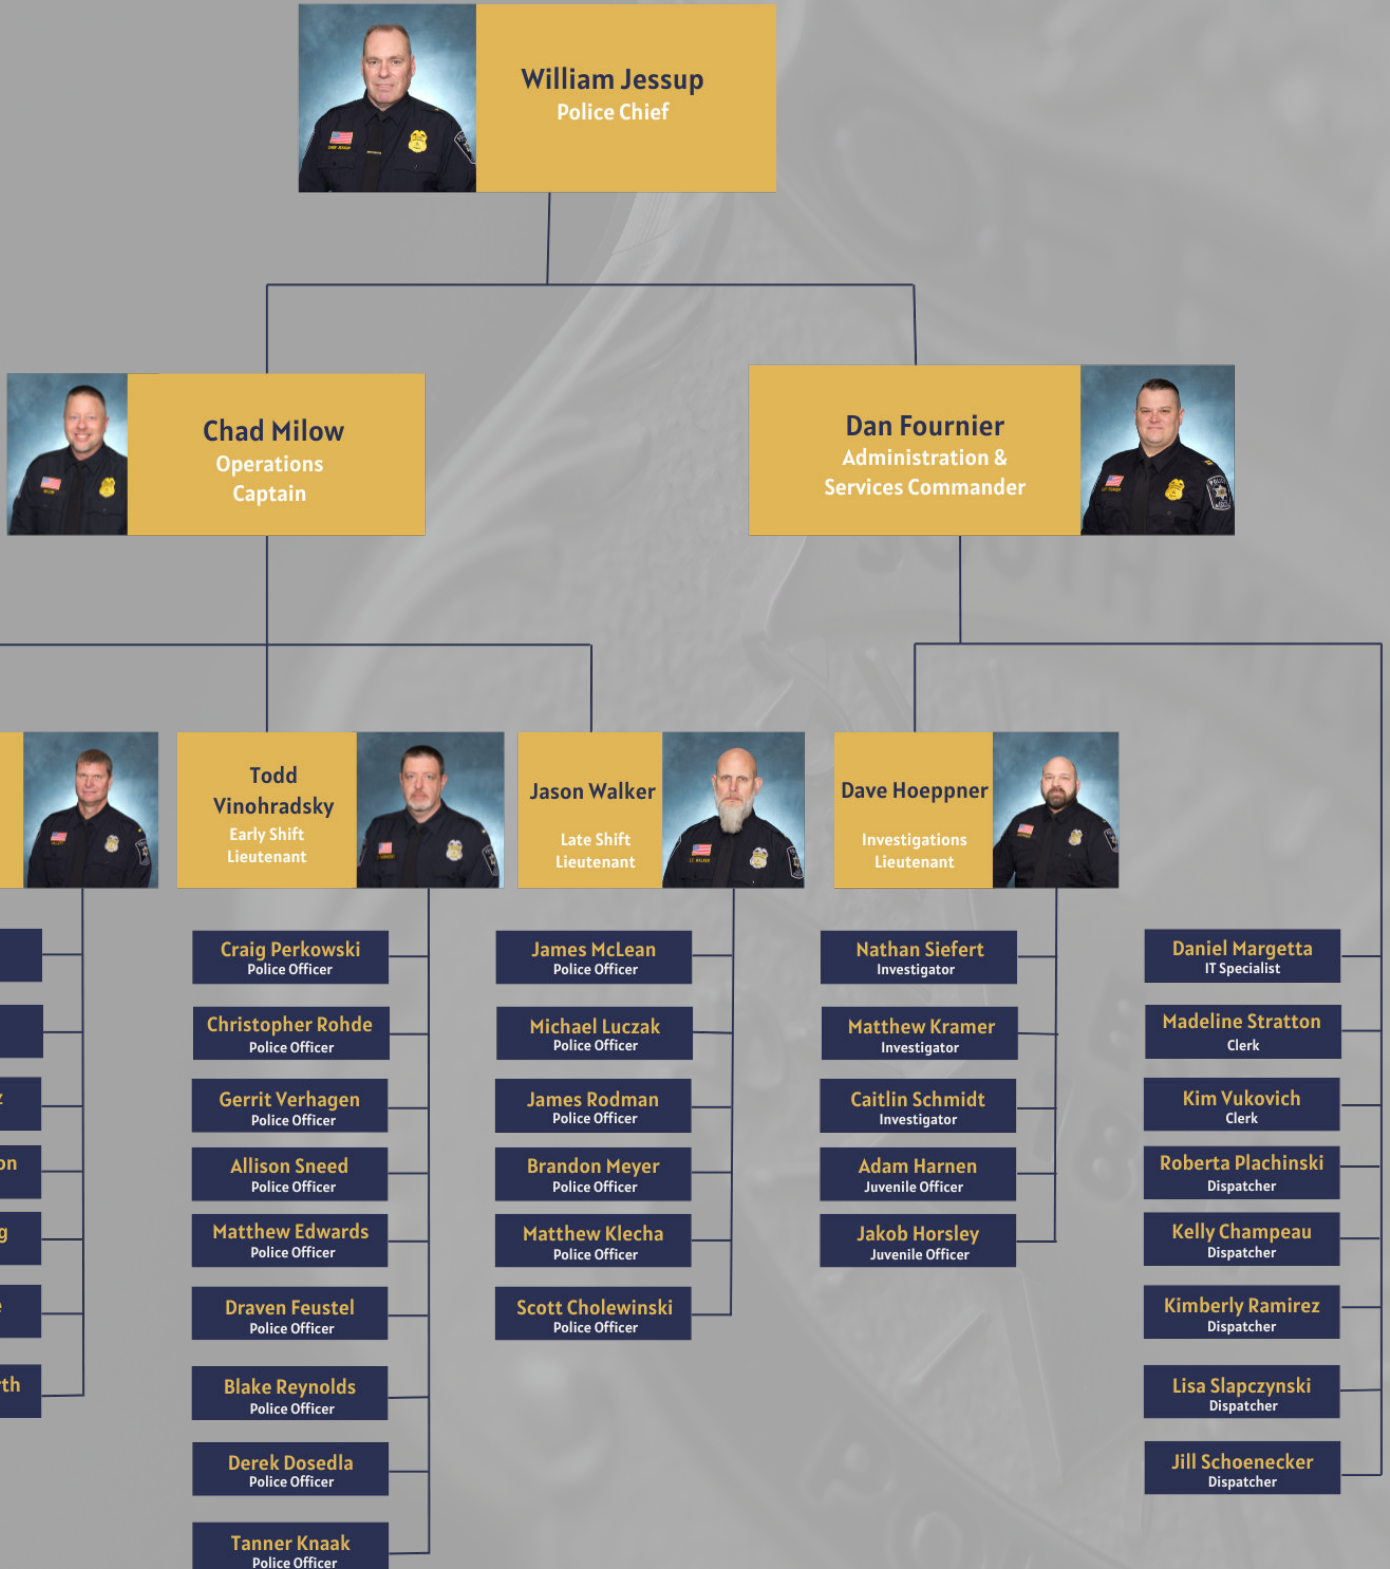 William Jessup
Police Chief
Chad Milow
Operations
Captain
Dan Fournier
Administration &
Services Commander
Todd
Vinohradsky
Early Shift
Lieutenant
Jason Walker
Late Shift
Lieutenant
Dave Hoeppner
Investigations
Lieutenant
z
on
g
e
th
Craig Perkowski
Police Officer
Christopher Rohde
Police Officer
Gerrit Verhagen
Police Officer
Allison Sneed
Police Officer
Matthew Edwards
Police Officer
Draven Feustel
Police Officer
Blake Reynolds
Police Officer
Derek Dosedla
Police Officer
Tanner Knaak
Police Officer
James McLean
Police Officer
Michael Luczak
Police Officer
James Rodman
Police Officer
Brandon Meyer
Police Officer
Matthew Klecha
Police Officer
Scott Cholewinski
Police Officer
Nathan Siefert
Investigator
Matthew Kramer
Investigator
Caitlin Schmidt
Investigator
Adam Harnen
Juvenile Officer
Jakob Horsley
Juvenile Officer
Daniel Margetta
IT Specialist
Madeline Stratton
Clerk
Kim Vukovich
Clerk
Roberta Plachinski
Dispatcher
Kelly Champeau
Dispatcher
Kimberly Ramirez
Dispatcher
Lisa Slapczynski
Dispatcher
Jill Schoenecker
Dispatcher